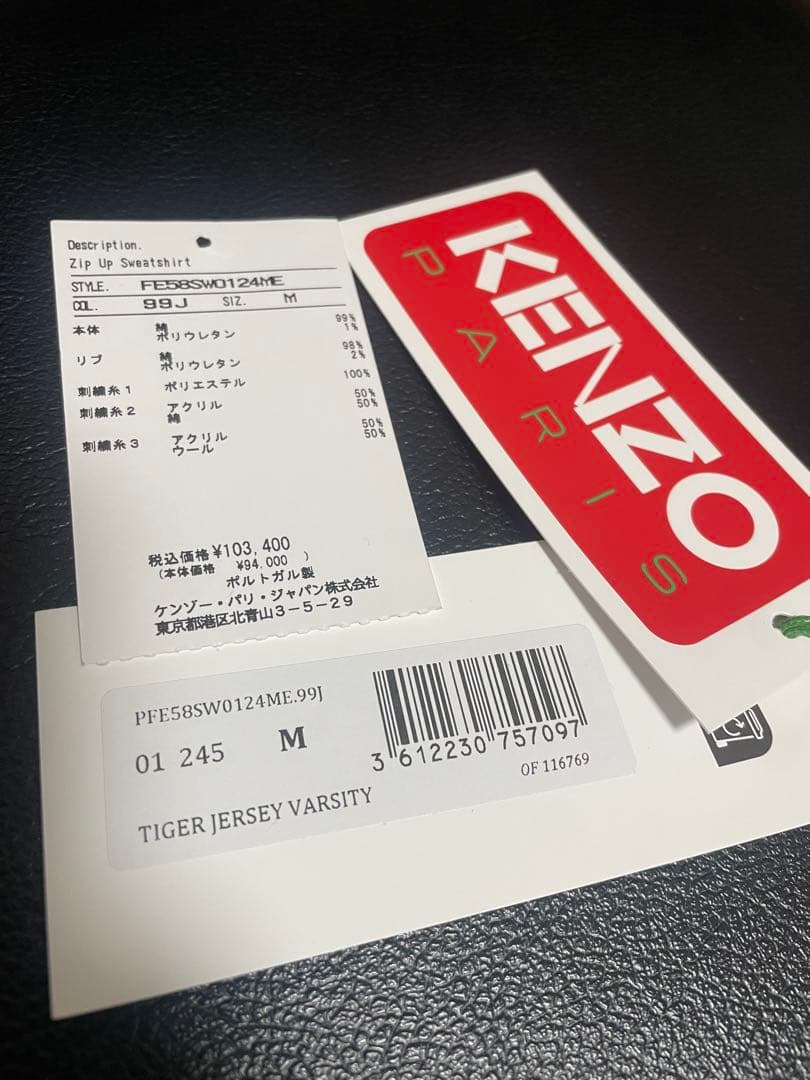 Description.
Zip Up Sweatshirt
STYLE. FE58SW0124ME
COL. 99J SIZ. M
本体 綿 99%
ポリウレタン 1%
リブ 綿 98%
ポリウレタン 2%
刺繍糸1 ポリエステル 100%
刺繍糸2 アクリル 50%
綿 50%
刺繍糸3 アクリル 50%
ウール 50%
税込価格¥103,400
(本体価格 ¥94,000 )
ポルトガル製
ケンゾー・パリ・ジャパン株式会社
東京都港区北青山3-5-29
KENZO
PARIS
PFE58SW0124ME.99J
01 245 M
3 612230 757097
OF 116769
TIGER JERSEY VARSITY